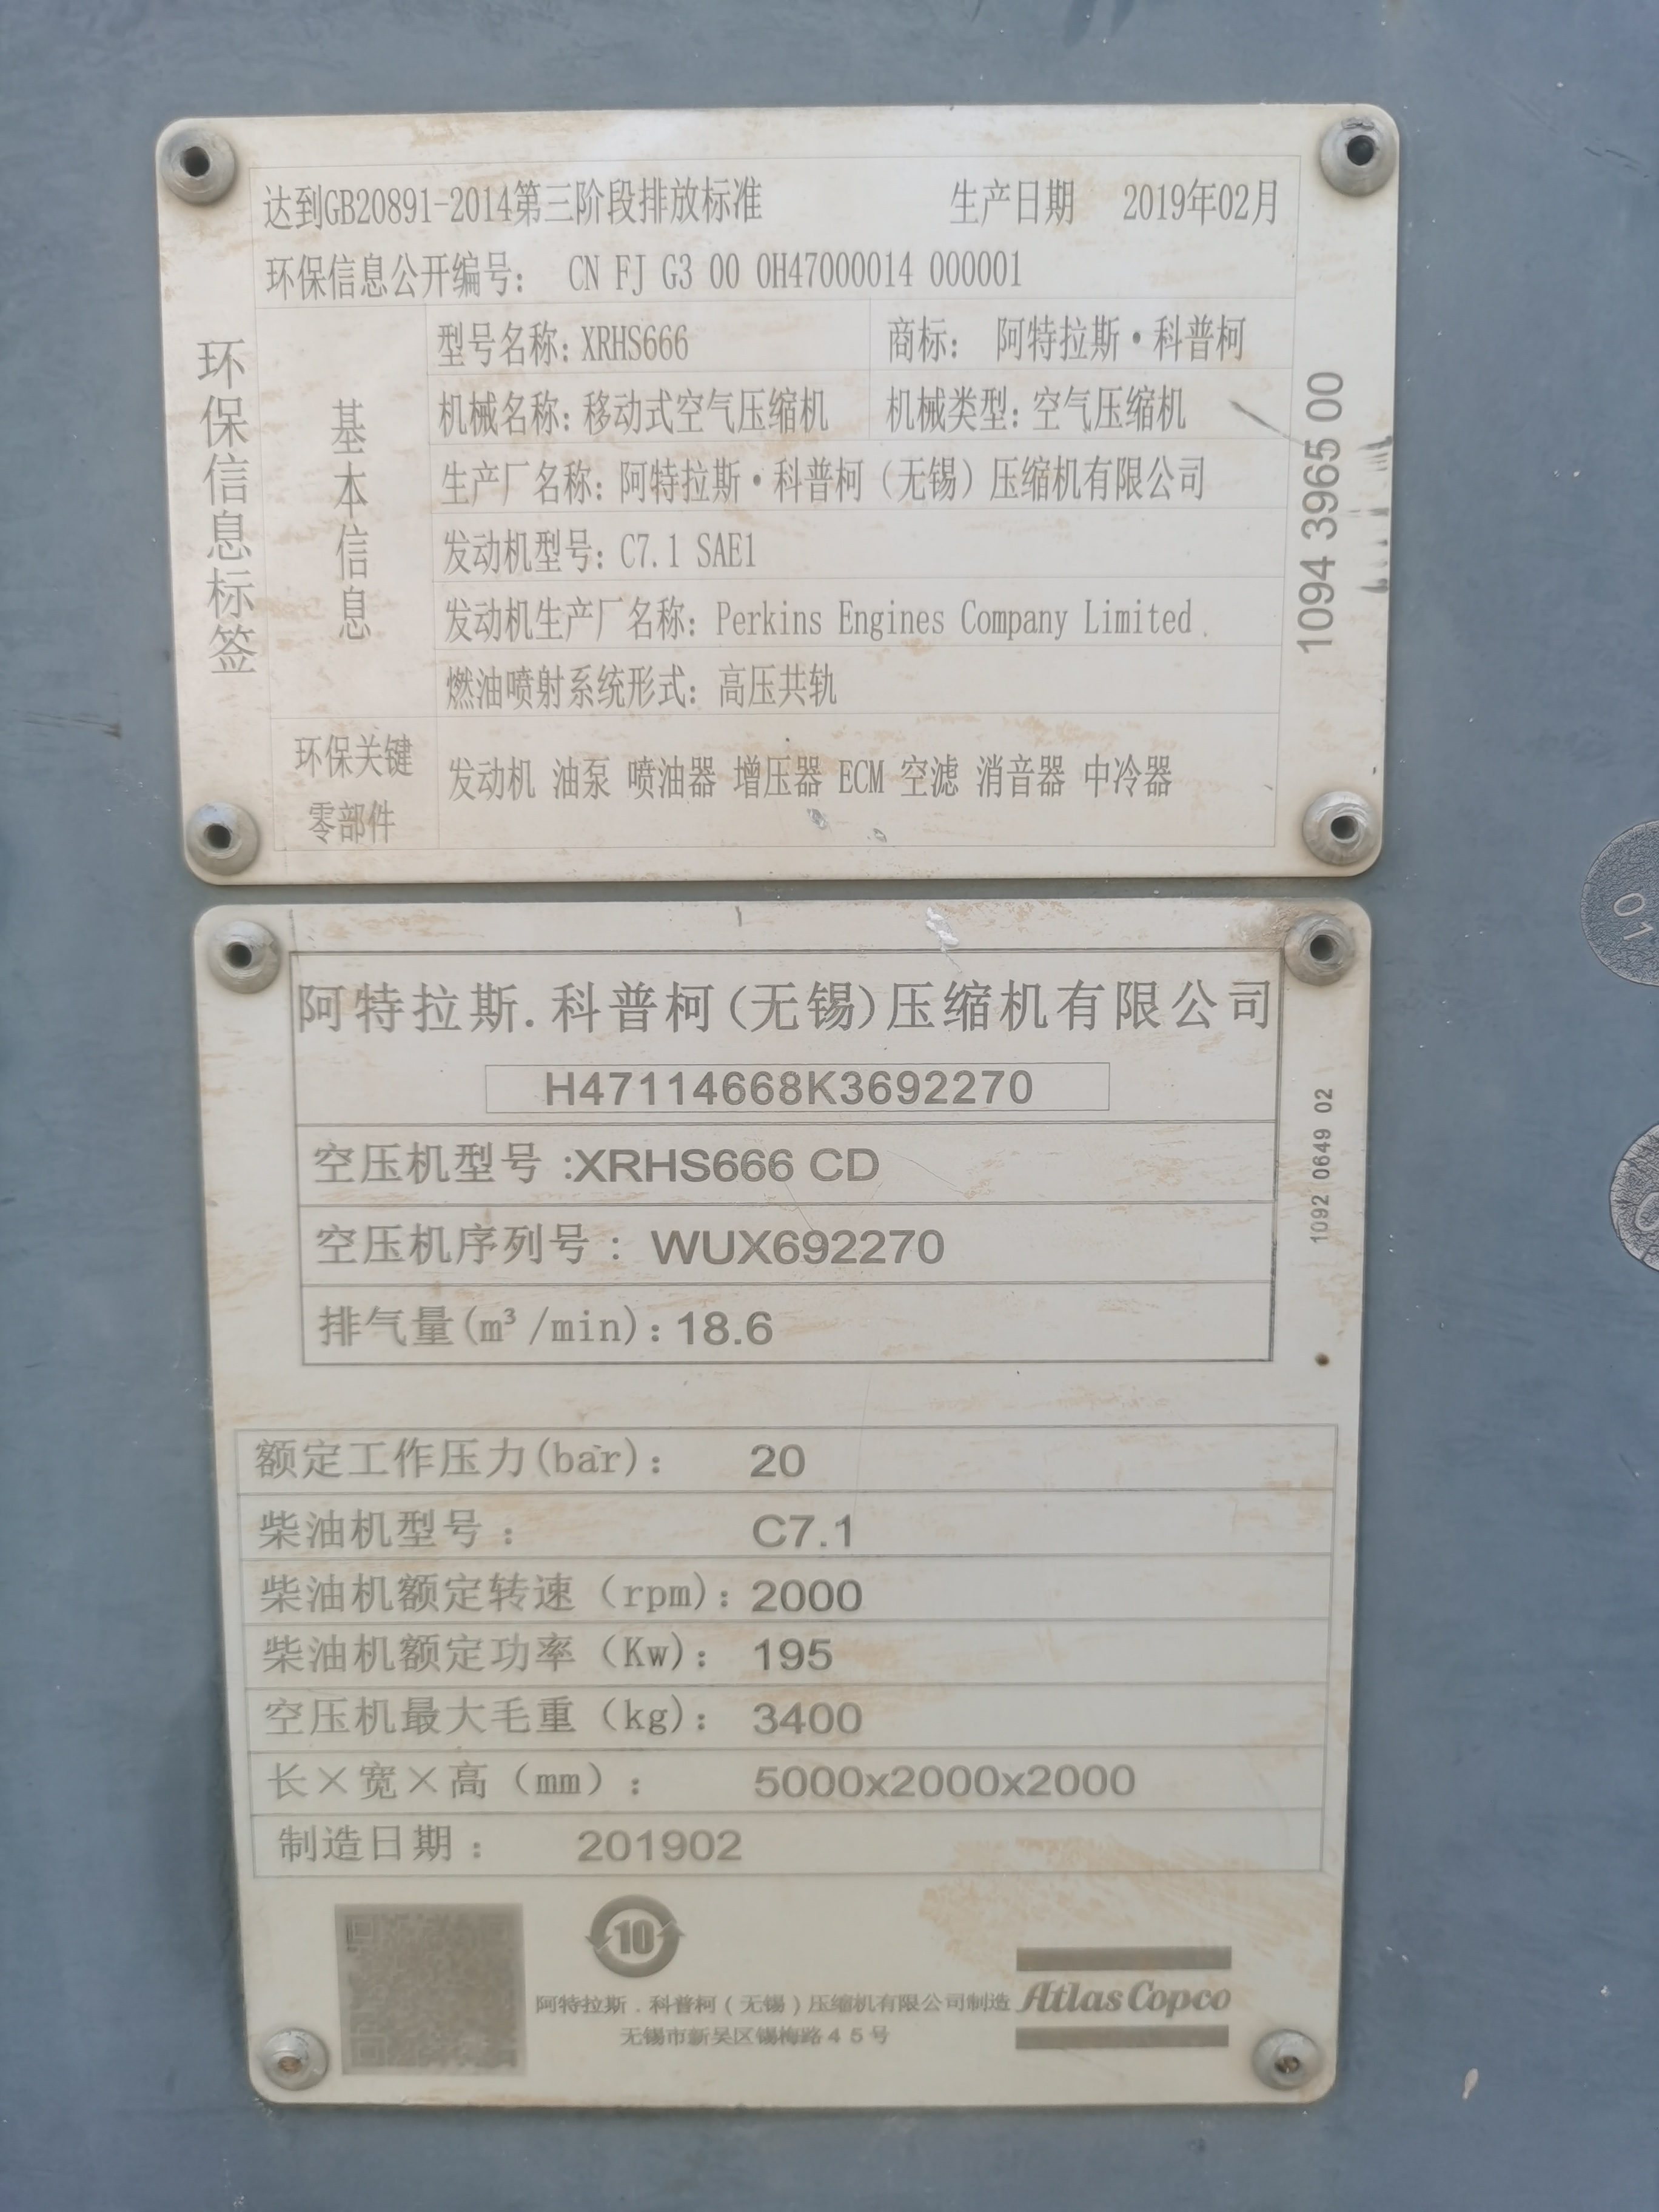 达到GB20891-2014第三阶段排放标准 生产日期 2019年02月
环保信息公开编号： CN FJ G3 00 0H47000014 000001
环保信息标签
基本信息
型号名称：XRHS666 商标： 阿特拉斯·科普柯
机械名称：移动式空气压缩机 机械类型：空气压缩机
生产厂名称：阿特拉斯·科普柯（无锡）压缩机有限公司
发动机型号：C7.1 SAE1
发动机生产厂名称：Perkins Engines Company Limited
燃油喷射系统形式：高压共轨
环保关键
零部件
发动机 油泵 喷油器 增压器 ECM 空滤 消音器 中冷器
1094 3965 00
阿特拉斯.科普柯(无锡)压缩机有限公司
H47114668K3692270
空压机型号:XRHS666 CD
空压机序列号：WUX692270
排气量(m³/min)：18.6
1092 0649 02
额定工作压力(bar)： 20
柴油机型号： C7.1
柴油机额定转速（rpm)：2000
柴油机额定功率（Kw)：195
空压机最大毛重（kg)：3400
长×宽×高（mm）： 5000x2000x2000
制造日期： 201902
10
阿特拉斯．科普柯（无锡）压缩机有限公司制造
无锡市新吴区锡梅路４５号
Atlas Copco
01